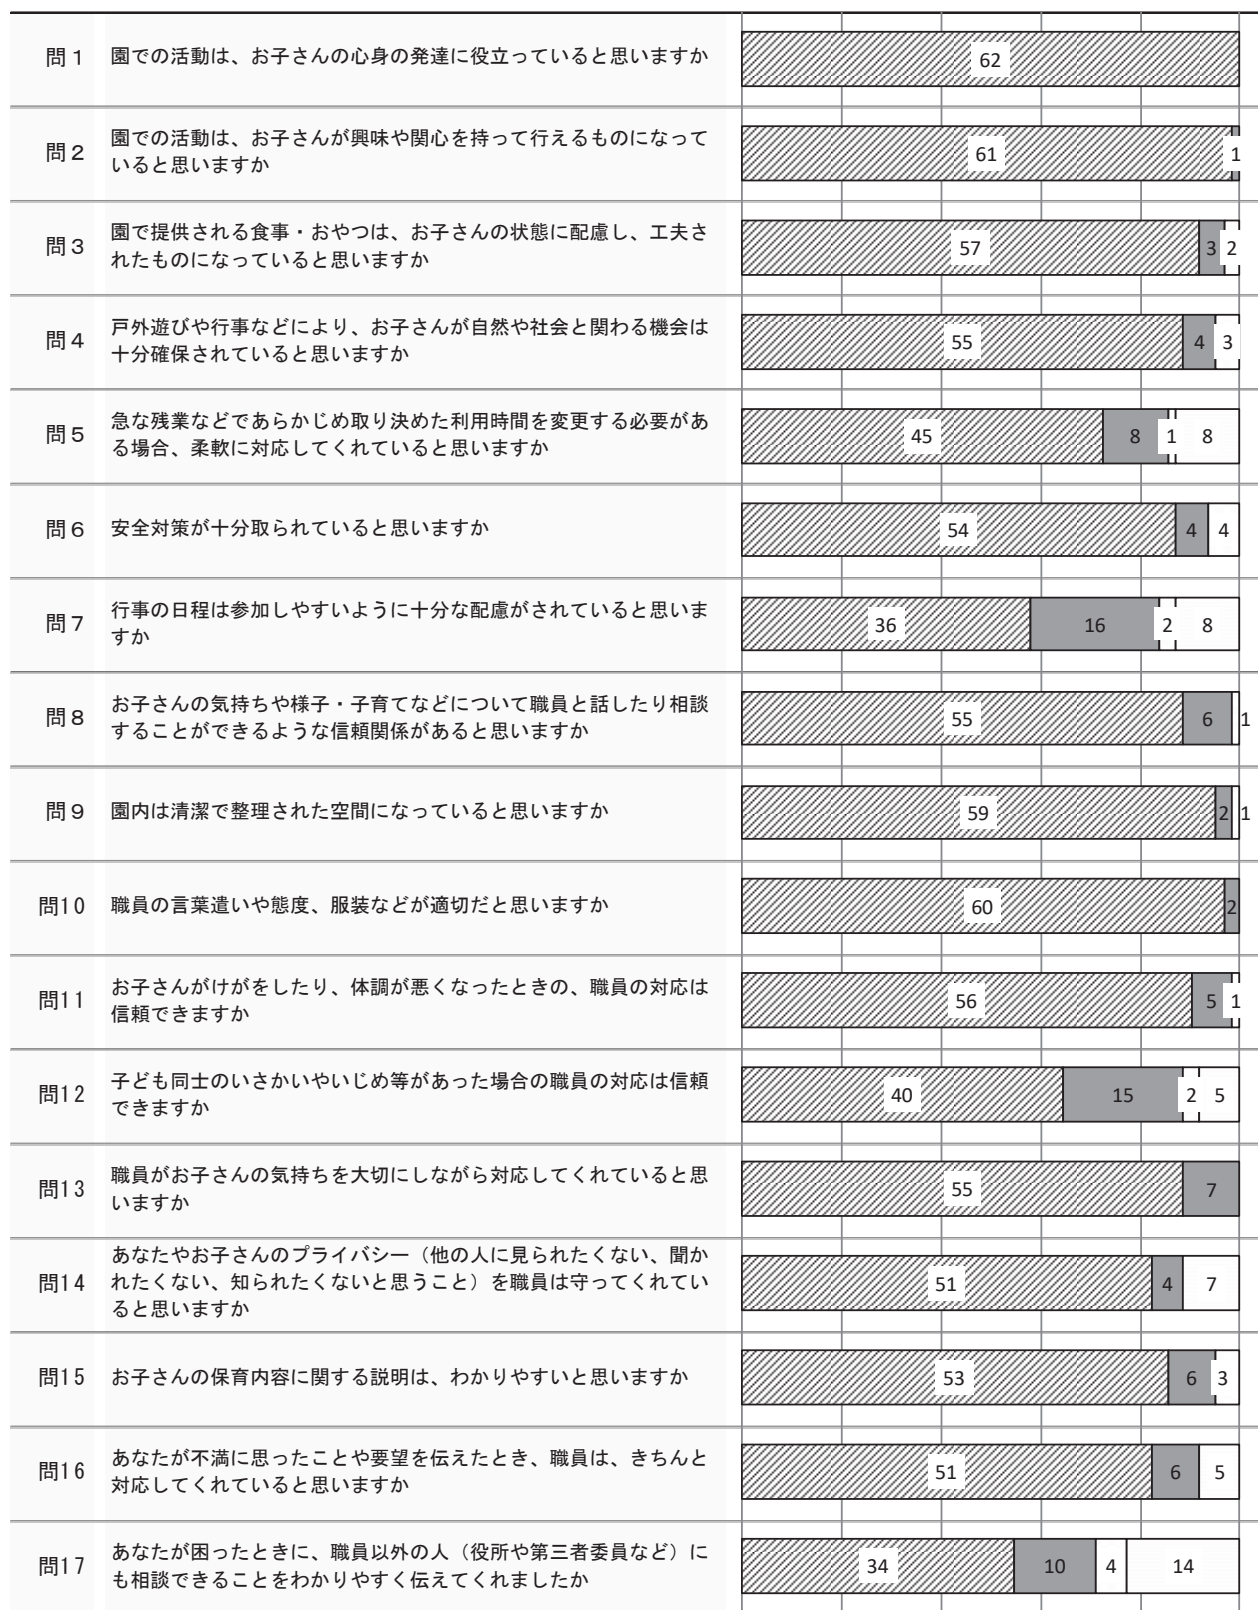 問１ 園での活動は、お子さんの心身の発達に役立っていると思いますか 62
問２ 園での活動は、お子さんが興味や関心を持って行えるものになって
いると思いますか 61 1
問３ 園で提供される食事・おやつは、お子さんの状態に配慮し、工夫さ
れたものになっていると思いますか 57 3 2
問４ 戸外遊びや行事などにより、お子さんが自然や社会と関わる機会は
十分確保されていると思いますか 55 4 3
問５ 急な残業などであらかじめ取り決めた利用時間を変更する必要があ
る場合、柔軟に対応してくれていると思いますか 45 8 1 8
問６ 安全対策が十分取られていると思いますか 54 4 4
問７ 行事の日程は参加しやすいように十分な配慮がされていると思いま
すか 36 16 2 8
問８ お子さんの気持ちや様子・子育てなどについて職員と話したり相談
することができるような信頼関係があると思いますか 55 6 1
問９ 園内は清潔で整理された空間になっていると思いますか 59 2 1
問10 職員の言葉遣いや態度、服装などが適切だと思いますか 60 2
問11 お子さんがけがをしたり、体調が悪くなったときの、職員の対応は
信頼できますか 56 5 1
問12 子ども同士のいさかいやいじめ等があった場合の職員の対応は信頼
できますか 40 15 2 5
問13 職員がお子さんの気持ちを大切にしながら対応してくれていると思
いますか 55 7
問14 あなたやお子さんのプライバシー（他の人に見られたくない、聞か
れたくない、知られたくないと思うこと）を職員は守ってくれてい
ると思いますか 51 4 7
問15 お子さんの保育内容に関する説明は、わかりやすいと思いますか 53 6 3
問16 あなたが不満に思ったことや要望を伝えたとき、職員は、きちんと
対応してくれていると思いますか 51 6 5
問17 あなたが困ったときに、職員以外の人（役所や第三者委員など）に
も相談できることをわかりやすく伝えてくれましたか 34 10 4 14